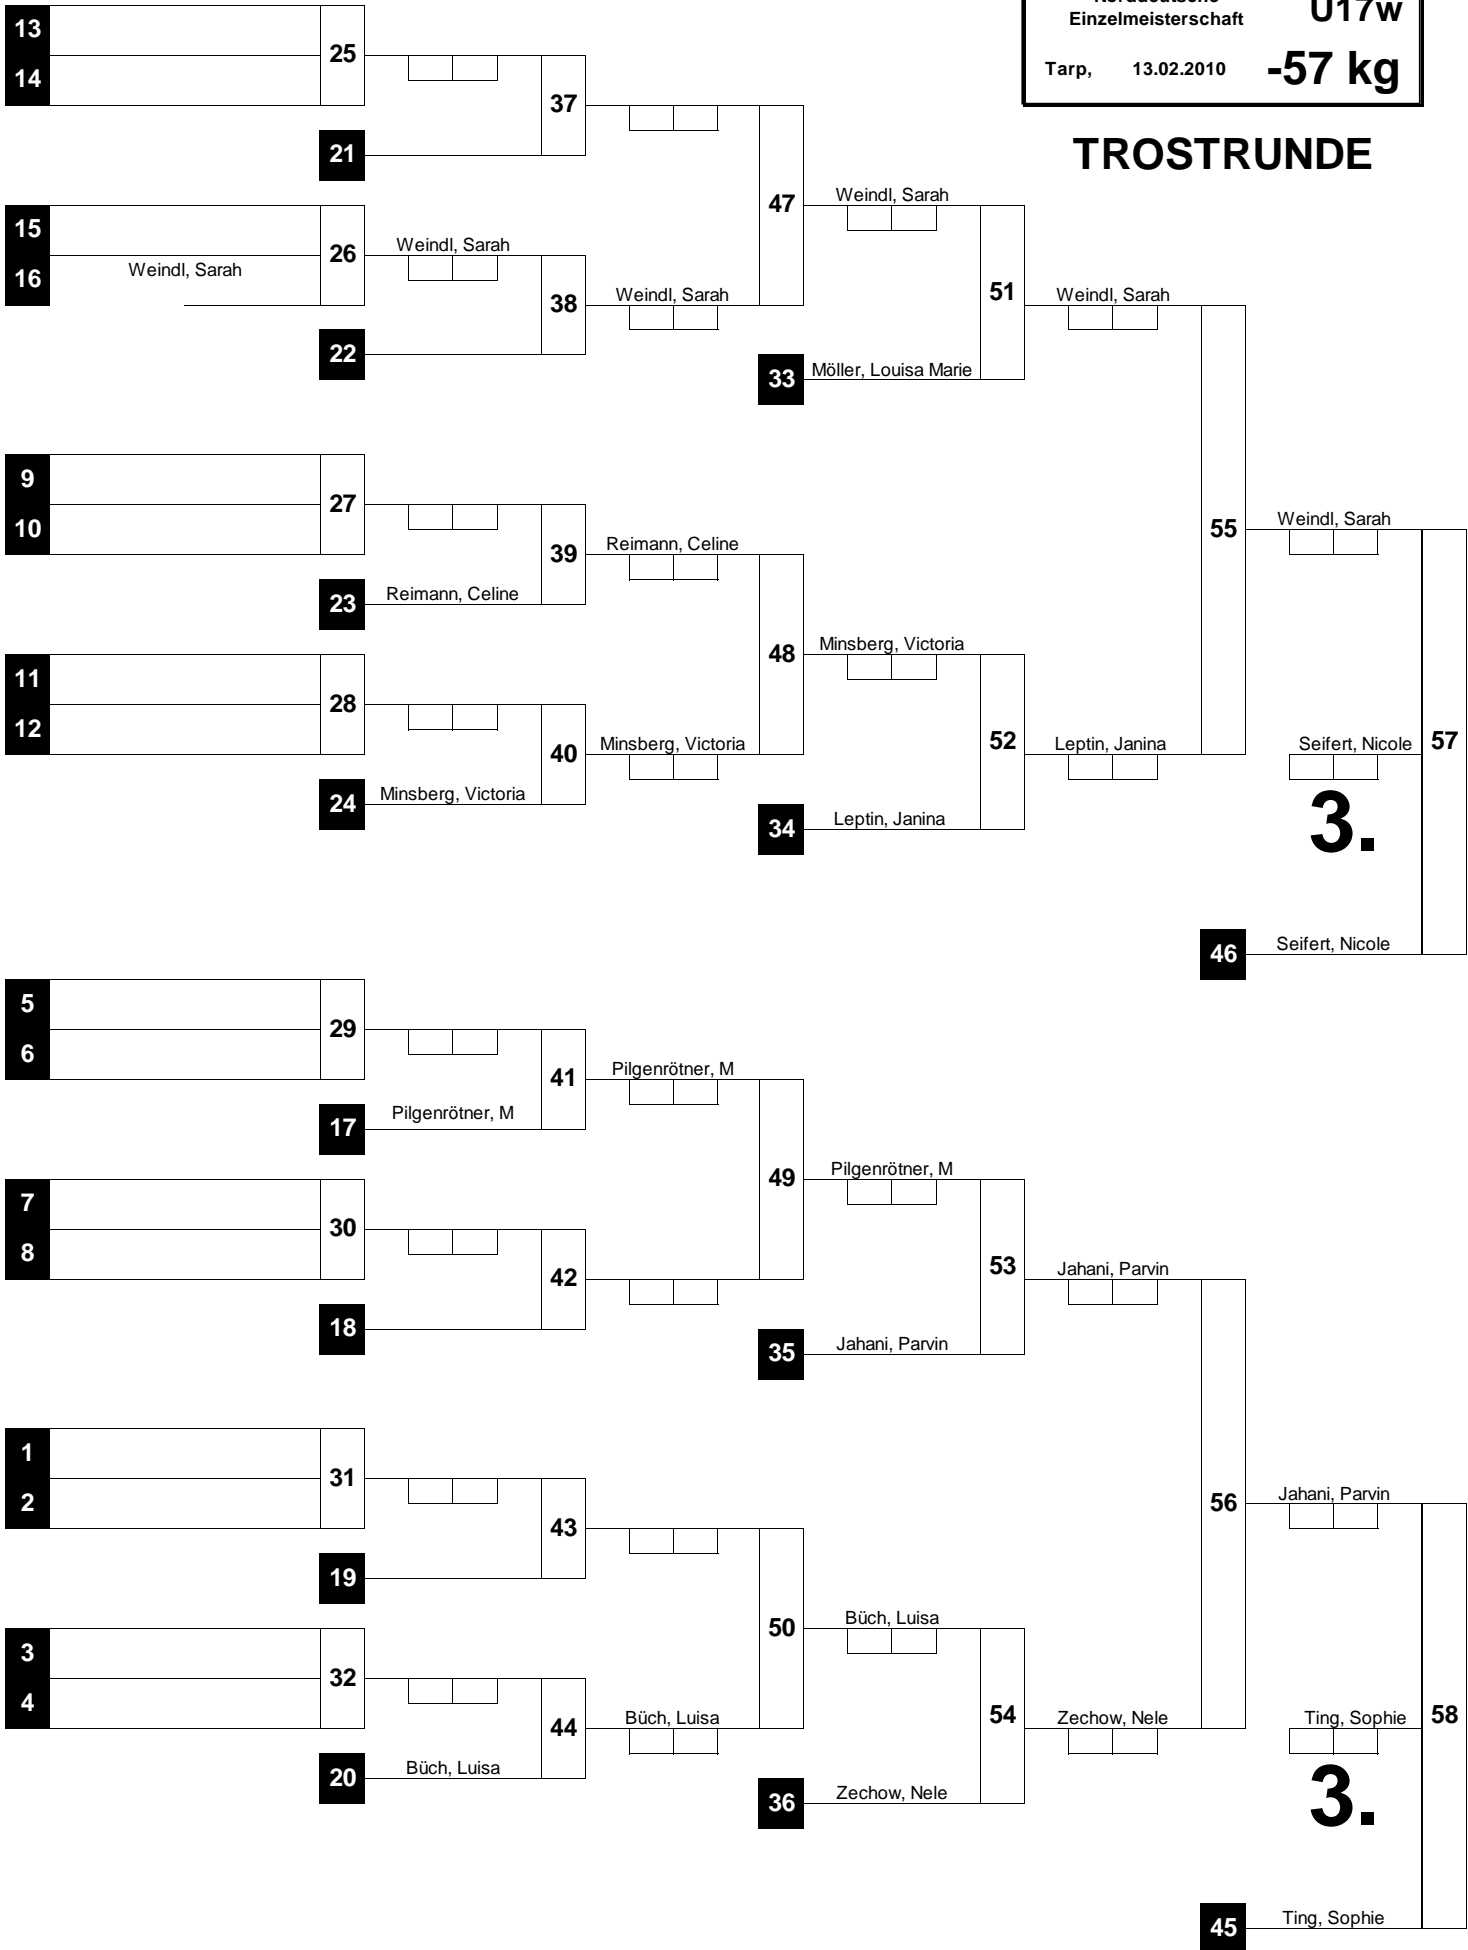 Norddeutsche
Einzelmeisterschaft U17w
Tarp, 13.02.2010 -57 kg
TROSTRUNDE
13
25
14
37
21
47
Weindl, Sarah
15
26
Weindl, Sarah
16
Weindl, Sarah
38
Weindl, Sarah
51
Weindl, Sarah
22
33
Möller, Louisa Marie
9
27
10
39
Reimann, Celine
55
Weindl, Sarah
23
Reimann, Celine
48
Minsberg, Victoria
11
28
12
40
Minsberg, Victoria
52
Leptin, Janina
Seifert, Nicole
57
24
Minsberg, Victoria
34
Leptin, Janina
3.
46
Seifert, Nicole
5
29
6
41
Pilgenrötner, M
17
Pilgenrötner, M
49
Pilgenrötner, M
7
30
8
42
53
Jahani, Parvin
18
35
Jahani, Parvin
1
31
2
43
56
Jahani, Parvin
19
50
Büch, Luisa
3
32
4
44
Büch, Luisa
54
Zechow, Nele
Ting, Sophie
58
20
Büch, Luisa
36
Zechow, Nele
3.
45
Ting, Sophie